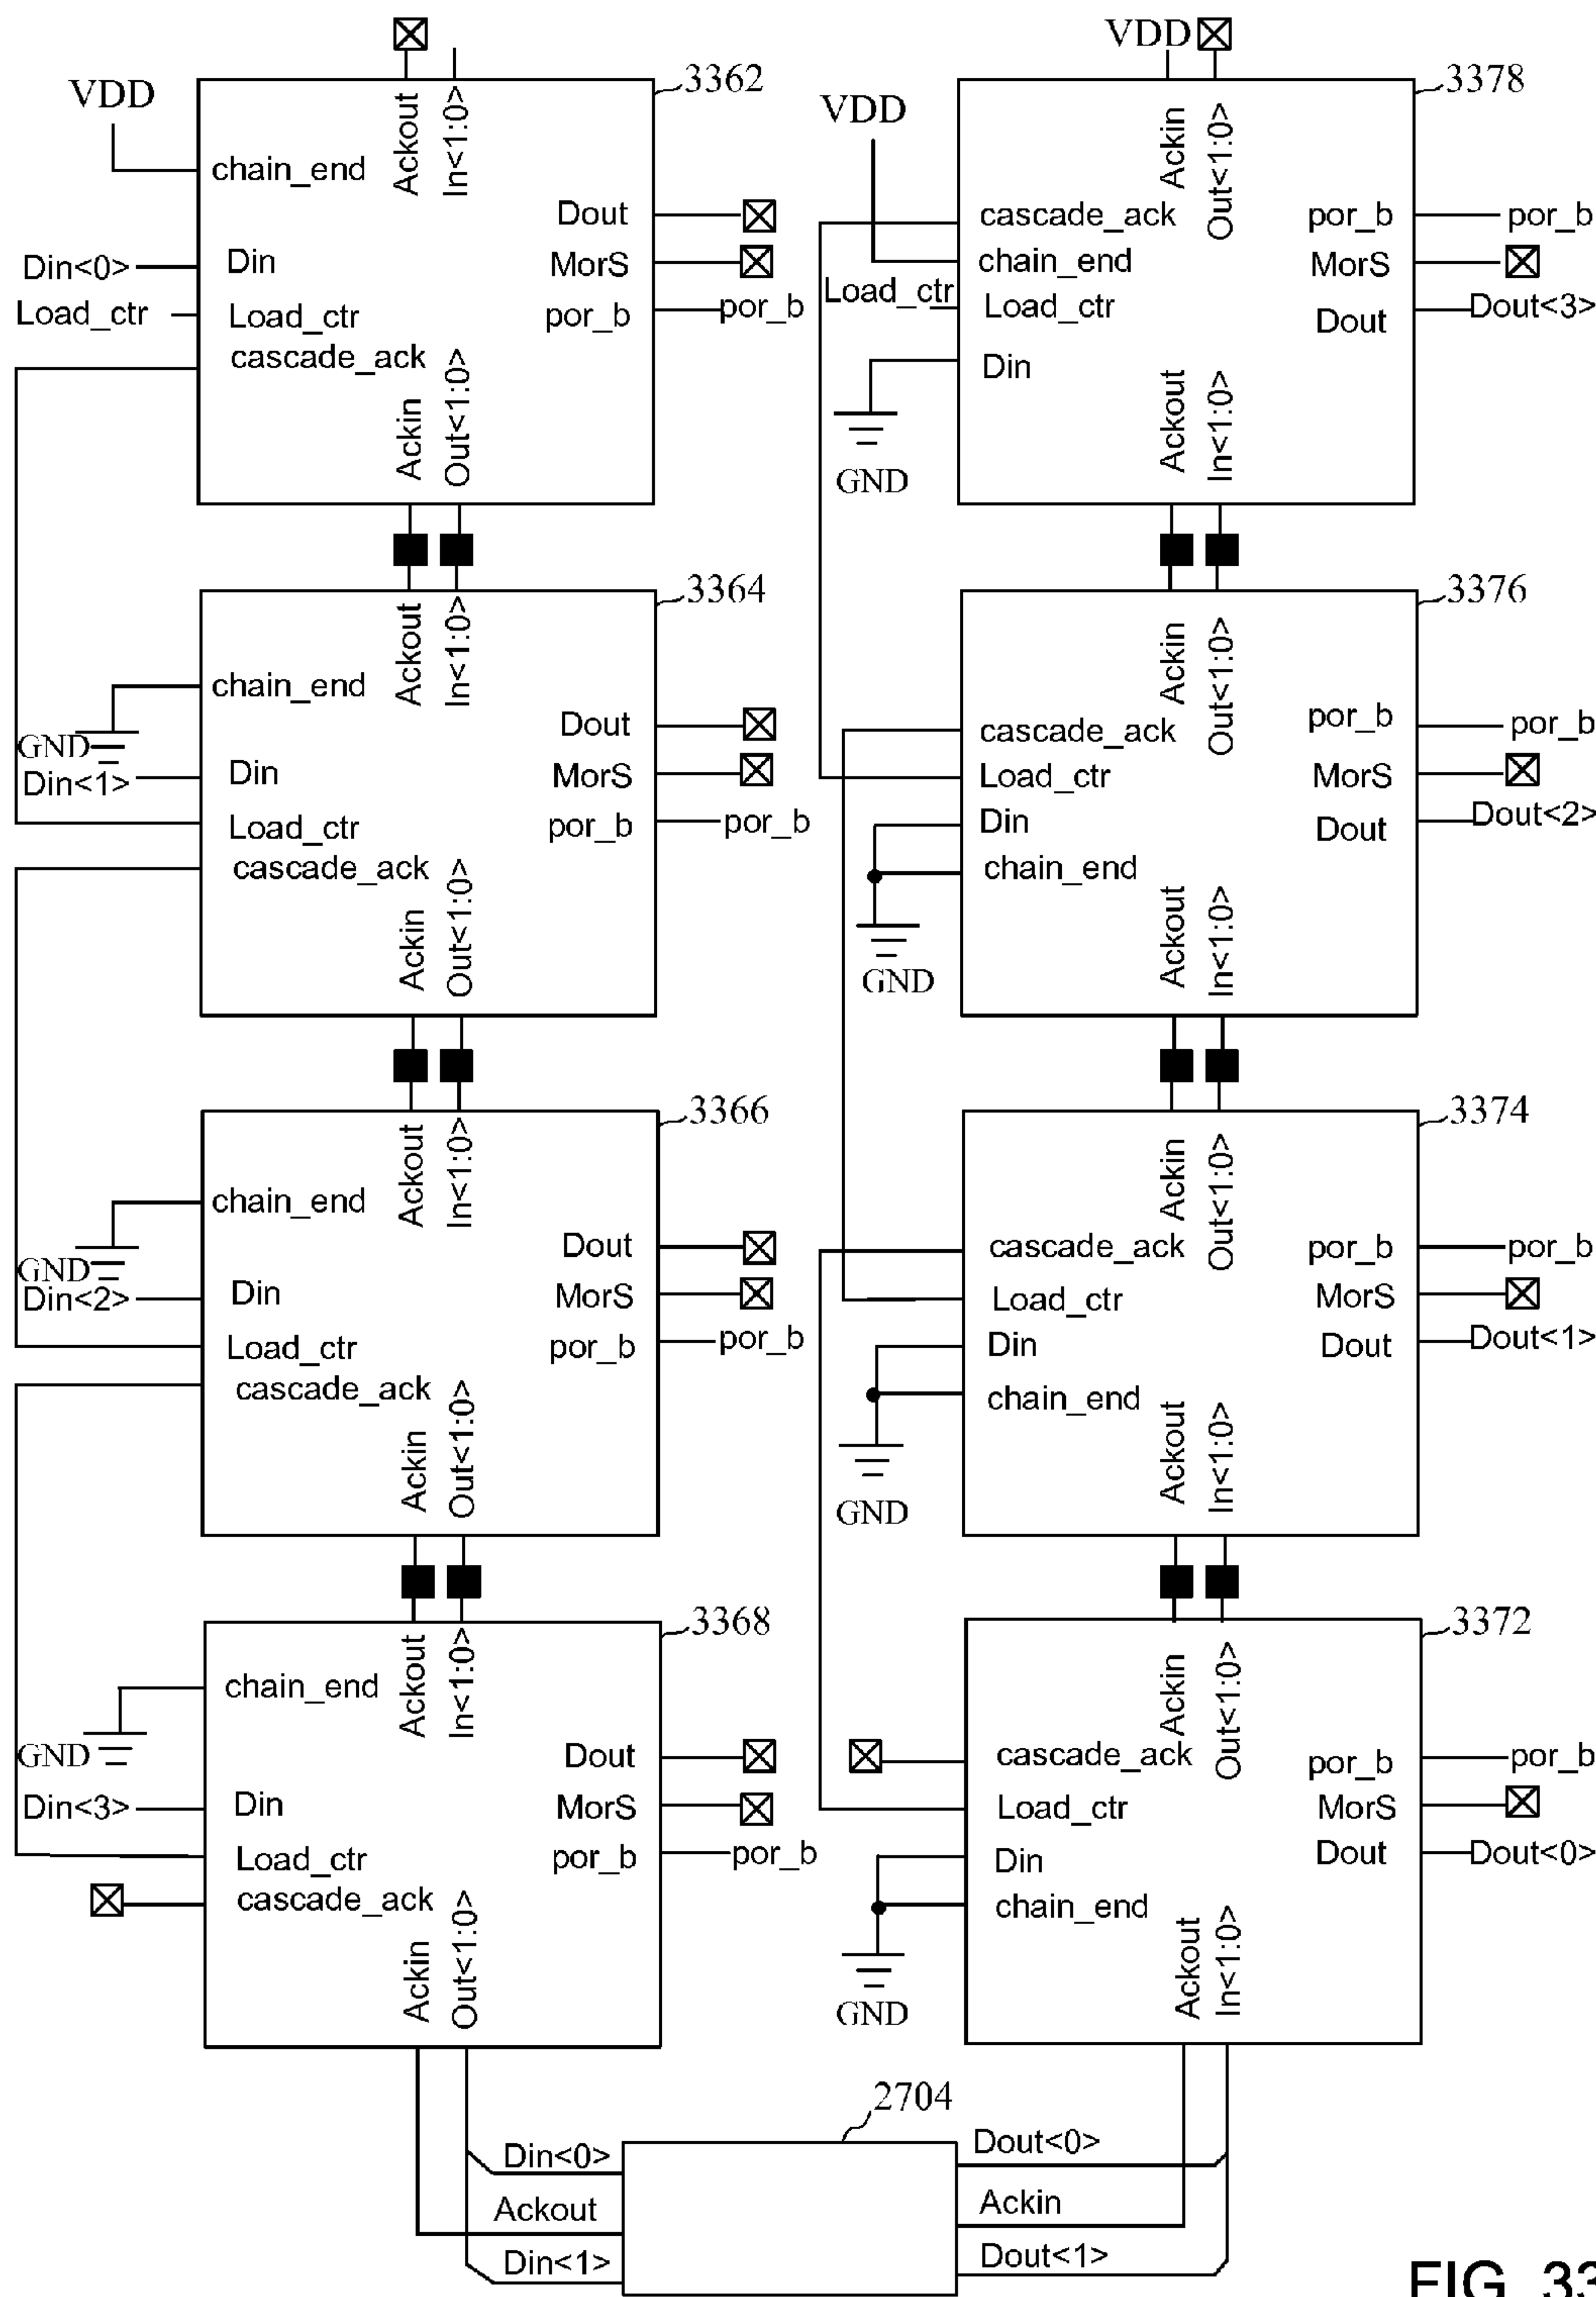 VDD
3362
chain_end
Ackout
In<1:0>
Din<0>
Din
Dout
MorS
Load_ctr
Load_ctr
por_b
por_b
cascade_ack
Ackin
Out<1:0>
3364
chain_end
Ackout
In<1:0>
GND
Din<1>
Din
Dout
MorS
Load_ctr
por_b
por_b
cascade_ack
Ackin
Out<1:0>
3366
chain_end
Ackout
In<1:0>
GND
Din<2>
Din
Dout
MorS
Load_ctr
por_b
por_b
cascade_ack
Ackin
Out<1:0>
3368
chain_end
Ackout
In<1:0>
GND
Din<3>
Din
Dout
MorS
Load_ctr
por_b
por_b
cascade_ack
Ackin
Out<1:0>
VDD
3378
VDD
Ackin
Out<1:0>
cascade_ack
chain_end
Load_ctr
Load_ctr
Din
por_b
por_b
MorS
Dout
Dout<3>
GND
Ackout
In<1:0>
3376
Ackin
Out<1:0>
cascade_ack
Load_ctr
Din
chain_end
por_b
por_b
MorS
Dout
Dout<2>
GND
Ackout
In<1:0>
3374
Ackin
Out<1:0>
cascade_ack
Load_ctr
Din
chain_end
por_b
por_b
MorS
Dout
Dout<1>
GND
Ackout
In<1:0>
3372
Ackin
Out<1:0>
cascade_ack
Load_ctr
Din
chain_end
por_b
por_b
MorS
Dout
Dout<0>
GND
Ackout
In<1:0>
2704
Din<0>
Ackout
Din<1>
Dout<0>
Ackin
Dout<1>
FIG. 33